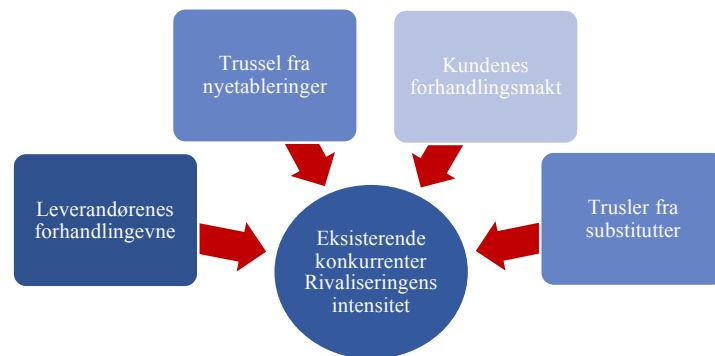 Trussel fra
nyetableringer
Kundenes
forhandlingsmakt
Leverandørenes
forhandlingevne
Trusler fra
substitutter
Eksisterende
konkurrenter
Rivaliseringens
intensitet